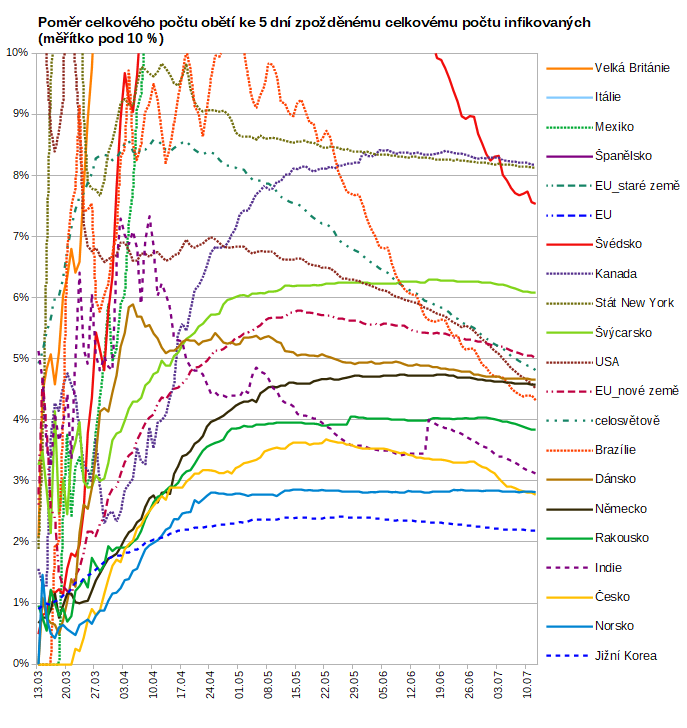 Poměr celkového počtu obětí ke 5 dní zpožděnému celkovému počtu infikovaných
(měřítko pod 10 %)
10%
9%
8%
7%
6%
5%
4%
3%
2%
1%
0%
13.03
20.03
27.03
03.04
10.04
17.04
24.04
01.05
08.05
15.05
22.05
29.05
05.06
12.06
19.06
26.06
03.07
10.07
Velká Británie
Itálie
Mexiko
Španělsko
EU_staré země
EU
Švédsko
Kanada
Stát New York
Švýcarsko
USA
EU_nové země
celosvětově
Brazílie
Dánsko
Německo
Rakousko
Indie
Česko
Norsko
Jižní Korea